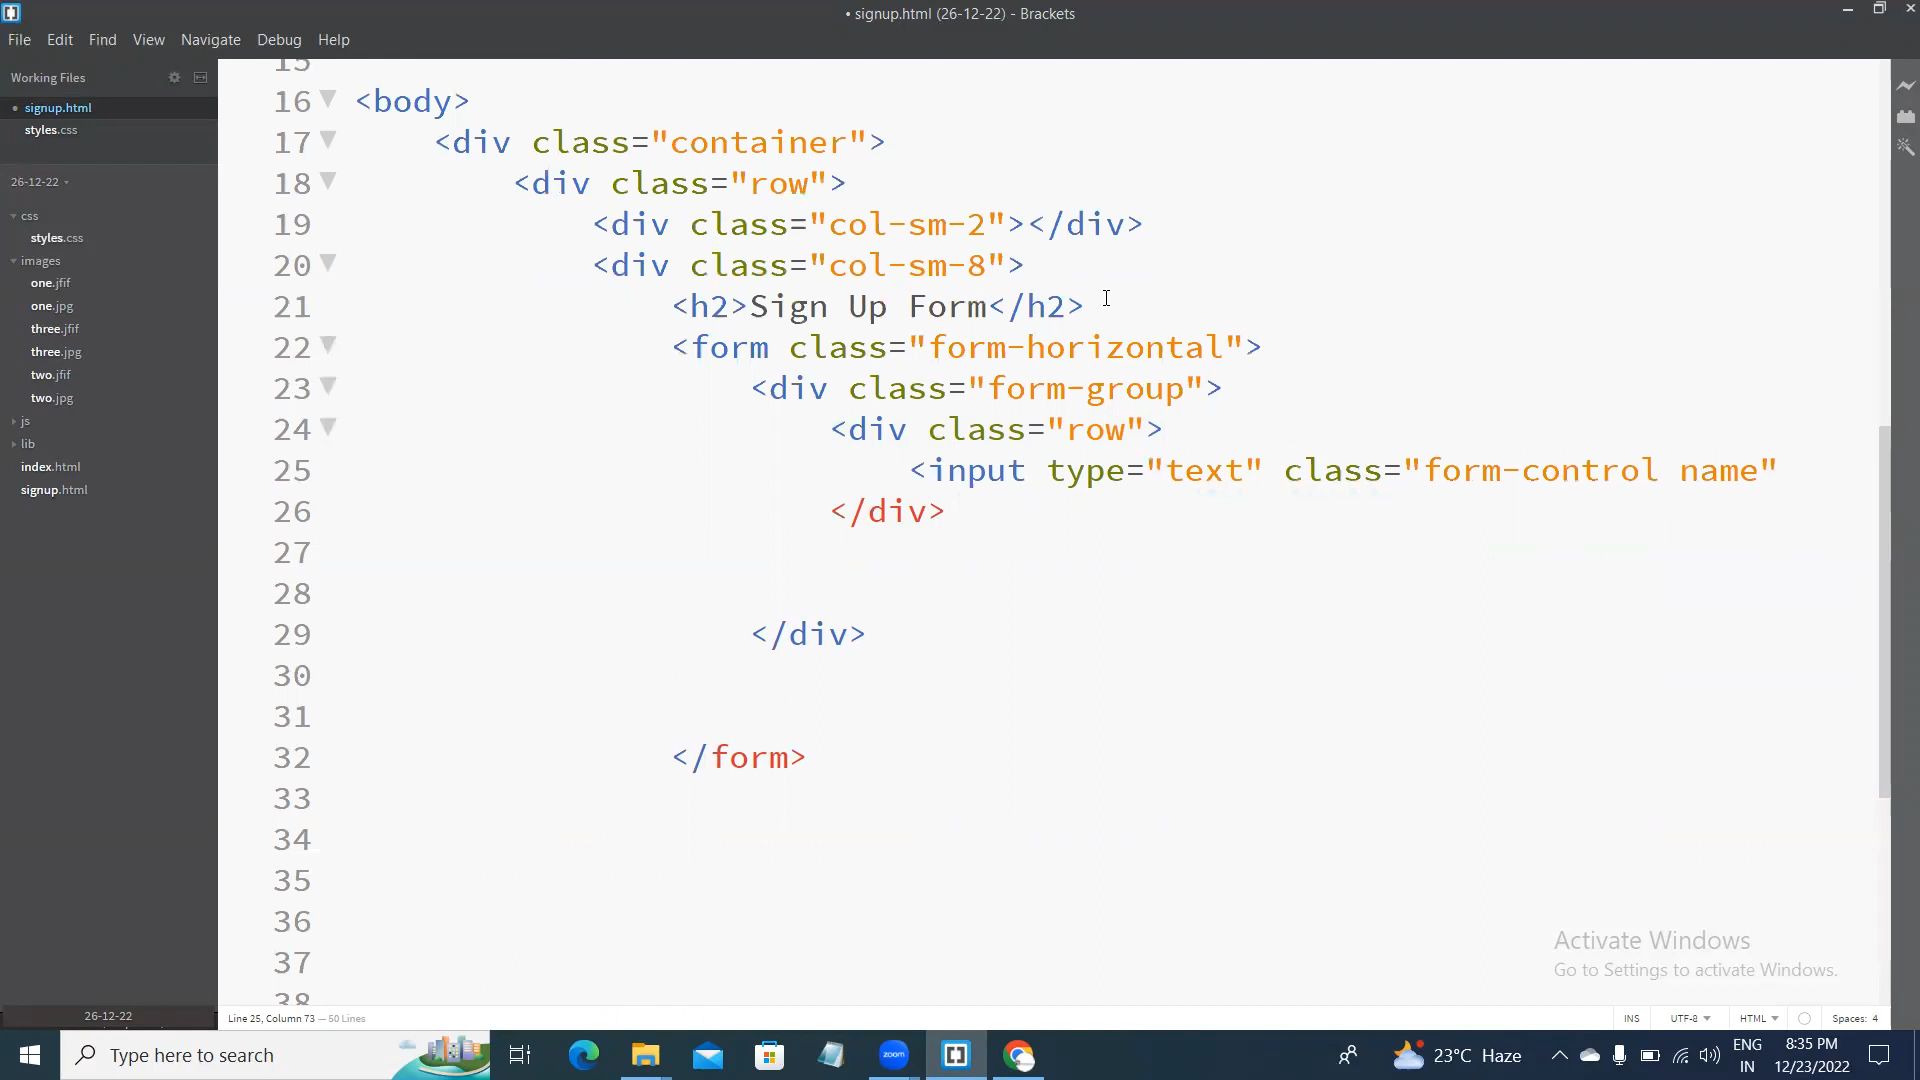 • signup.html (26-12-22) - Brackets
File Edit Find View Navigate Debug Help
Working Files
signup.html
styles.css
26-12-22
css
styles.css
images
one.jfif
one.jpg
three.jfif
three.jpg
two.jfif
two.jpg
js
lib
index.html
signup.html
26-12-22
15
16 <body>
17 <div class="container">
18 <div class="row">
19 <div class="col-sm-2"></div>
20 <div class="col-sm-8">
21 <h2>Sign Up Form</h2>
22 <form class="form-horizontal">
23 <div class="form-group">
24 <div class="row">
25 <input type="text" class="form-control name"
26 </div>
27
28
29 </div>
30
31
32 </form>
33
34
35
36
37
38
Activate Windows
Go to Settings to activate Windows.
Line 25, Column 73 — 50 Lines
INS UTF-8 HTML Spaces: 4
Type here to search
zoom
23°C Haze
ENG
IN
8:35 PM
12/23/2022